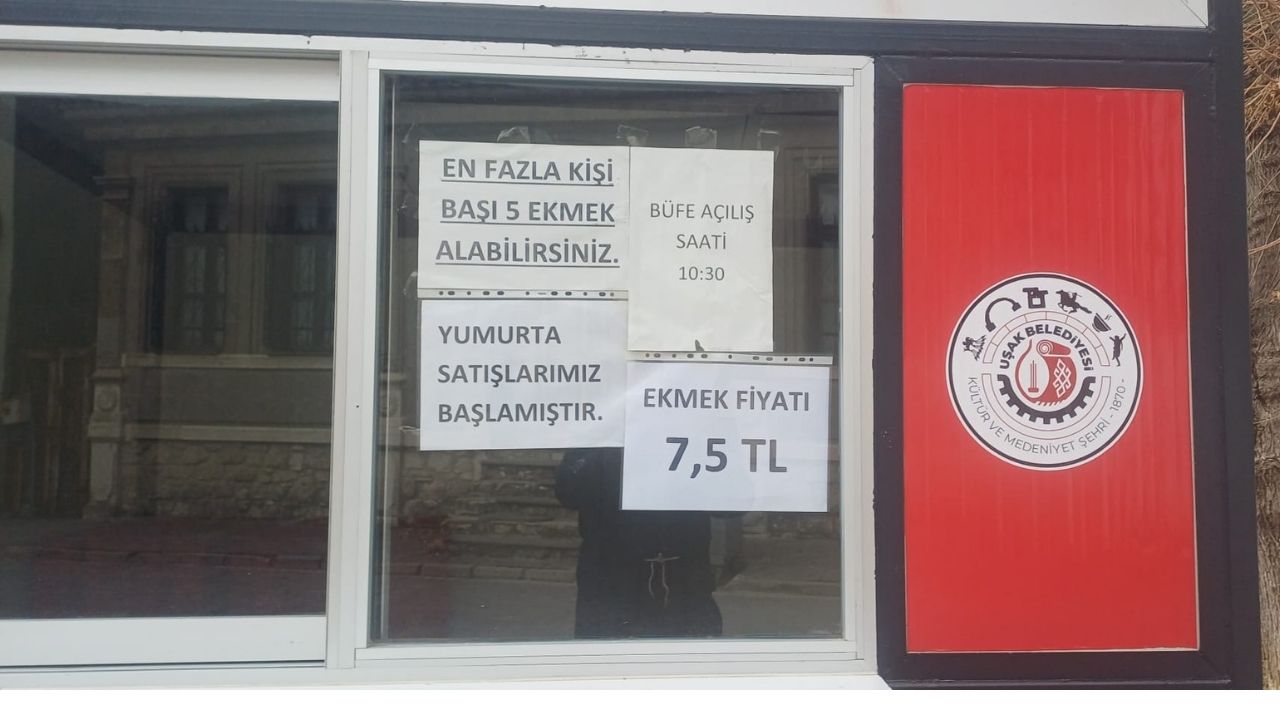 EN FAZLA KİŞİ
BAŞI 5 EKMEK
ALABİLİRSİNİZ.
BÜFE AÇILIŞ
SAATİ
10:30
YUMURTA
SATIŞLARIMIZ
BAŞLAMIŞTIR.
EKMEK FİYATI
7,5 TL
UŞAK BELEDİYESİ
KÜLTÜR VE MEDENİYET ŞEHRİ -1870-